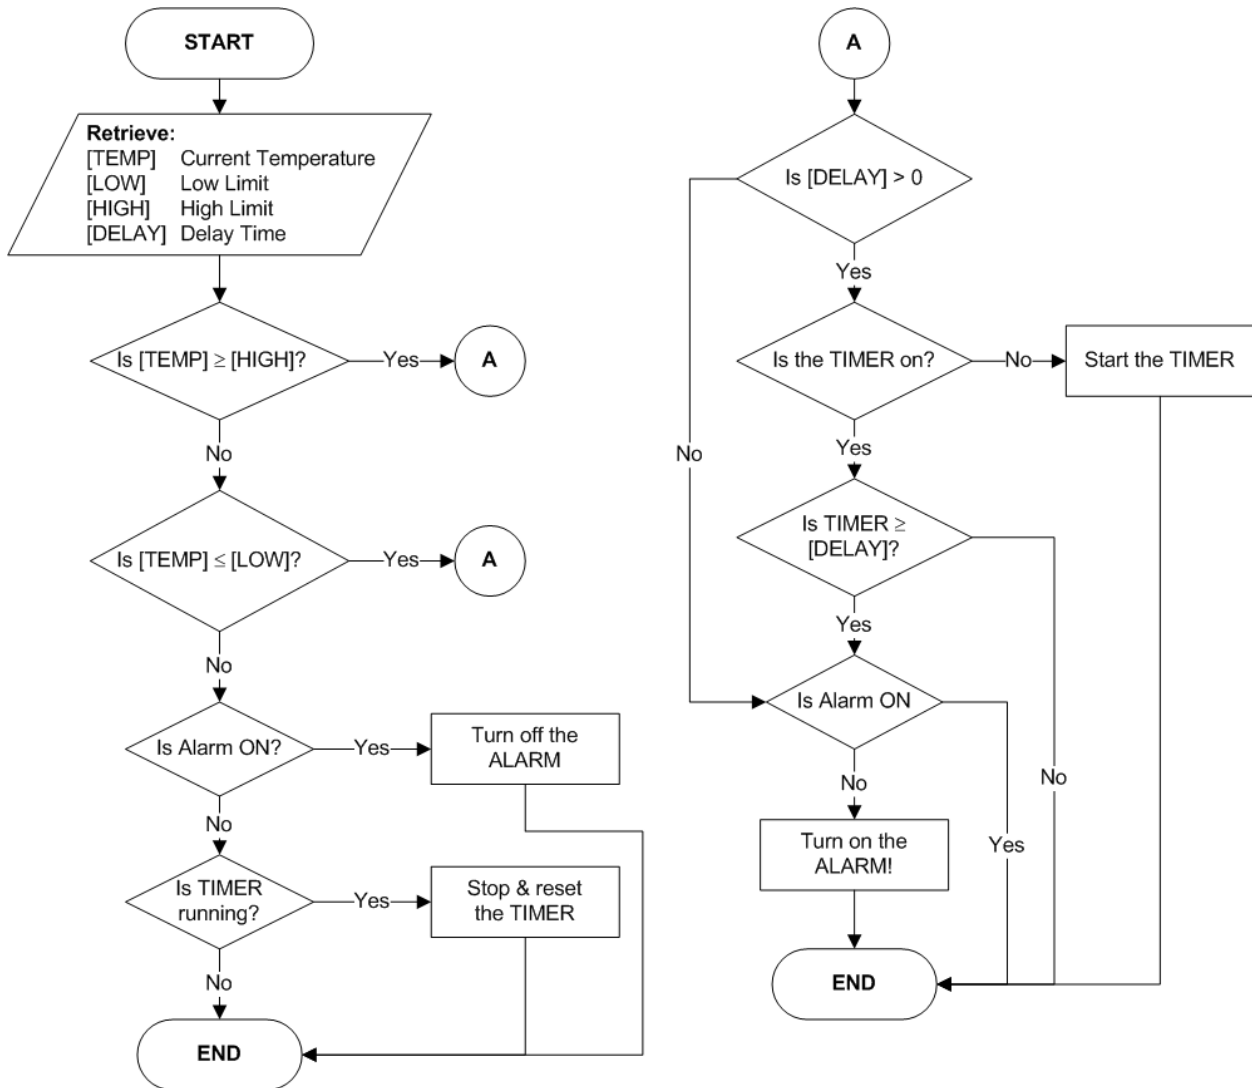 START
Retrieve:
[TEMP] Current Temperature
[LOW] Low Limit
[HIGH] High Limit
[DELAY] Delay Time
Is [TEMP] ≥ [HIGH]?
Yes
A
No
Is [TEMP] ≤ [LOW]?
Yes
A
No
Is Alarm ON?
Yes
Turn off the
ALARM
No
Is TIMER
running?
Yes
Stop & reset
the TIMER
No
END
A
Is [DELAY] > 0
Yes
No
Is the TIMER on?
No
Start the TIMER
Yes
Is TIMER ≥
[DELAY]?
No
Yes
Is Alarm ON
Yes
No
Turn on the
ALARM!
END